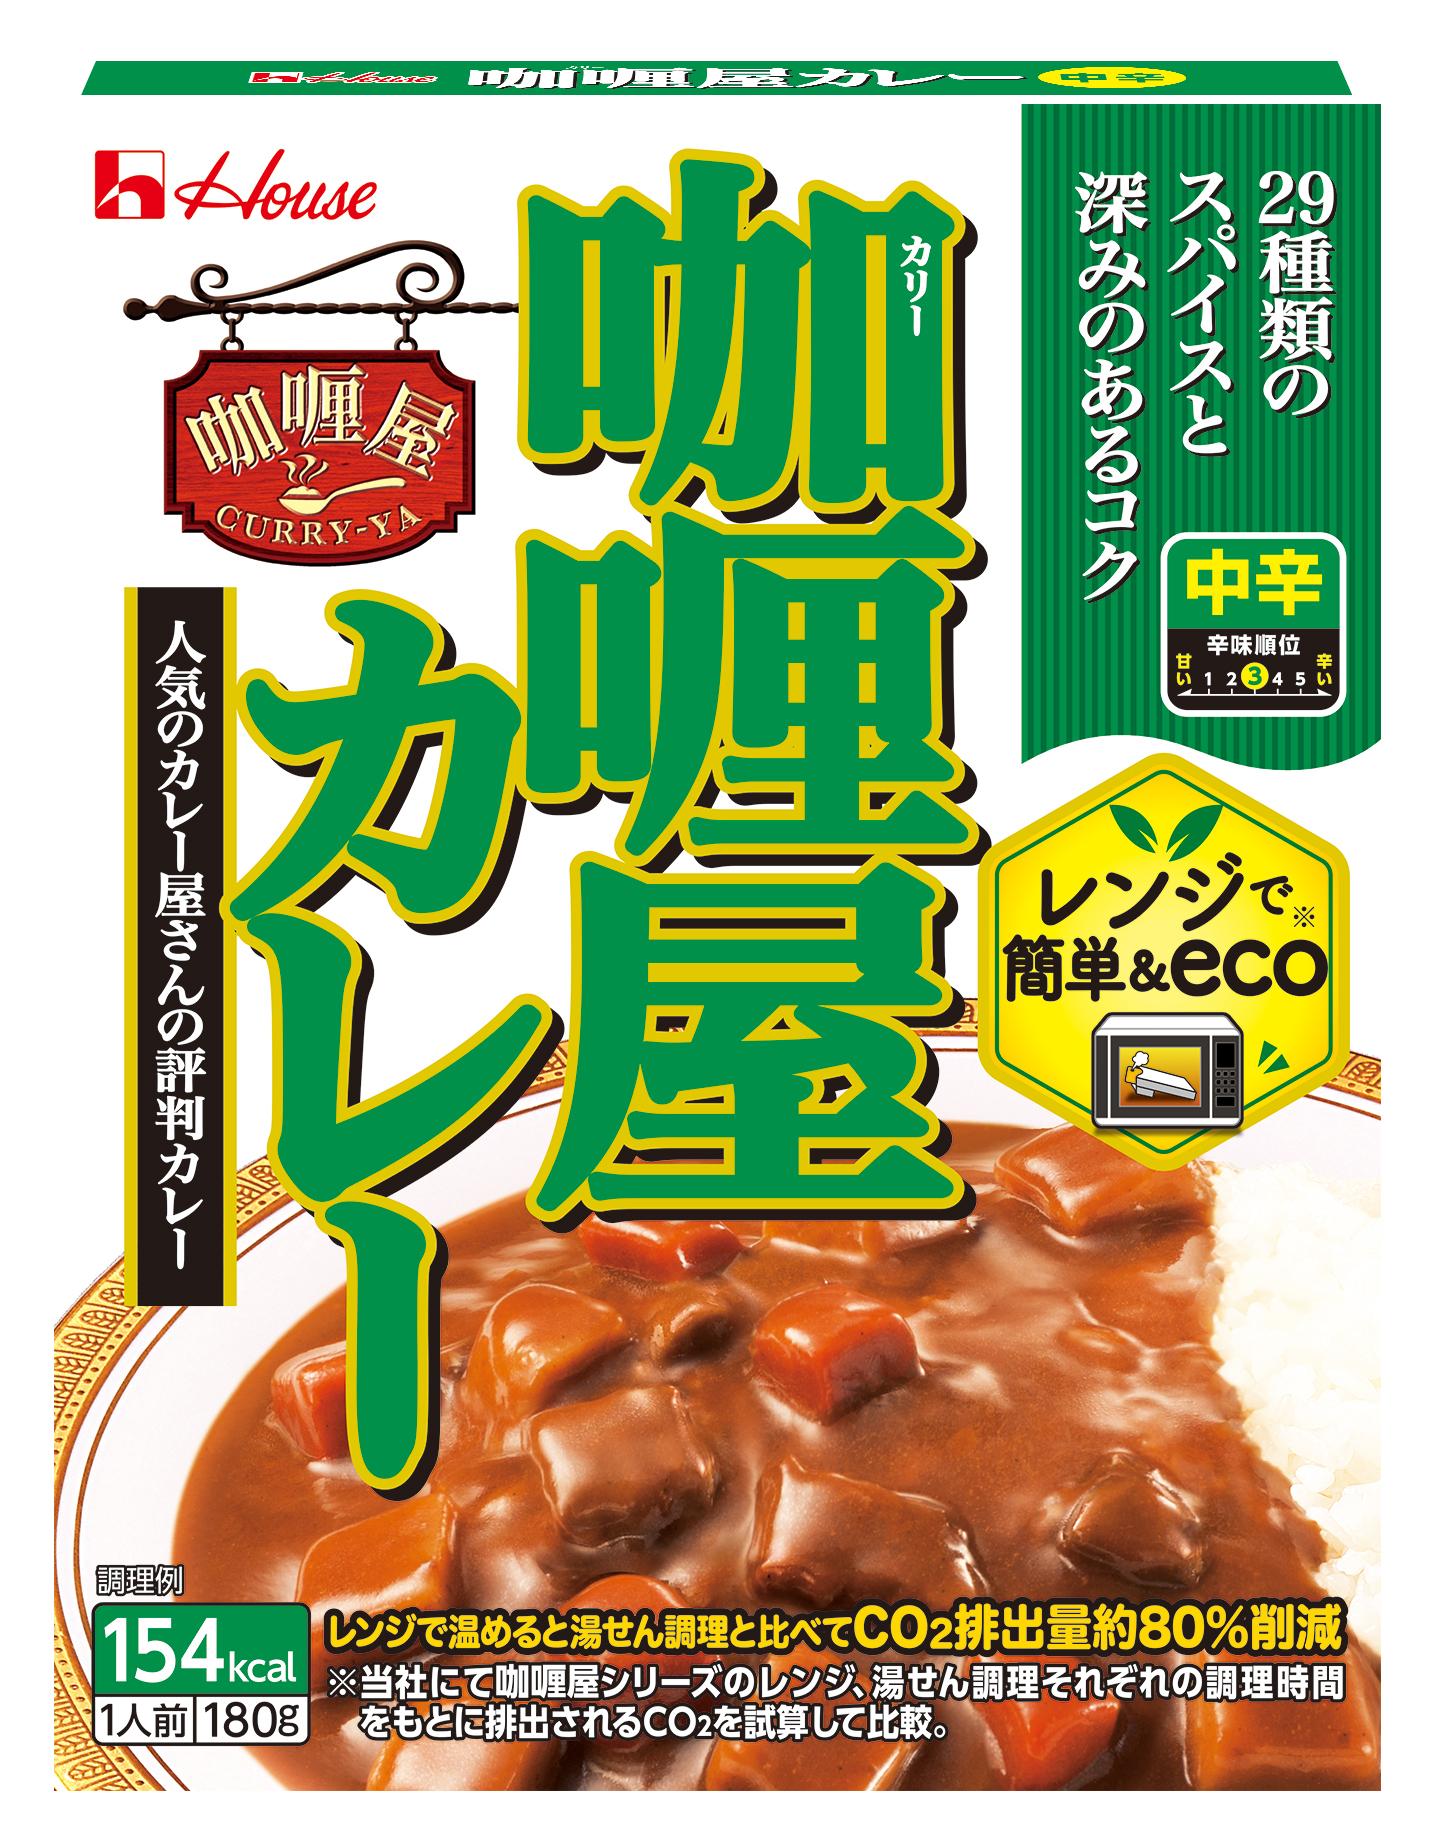 House カリー 咖喱屋カレー 中辛
House
29種類の
スパイスと
深みのあるコク
カリー
咖喱屋
カレー
咖喱屋
CURRY-YA
中辛
辛味順位
甘い 1 2 3 4 5 辛い
人気のカレー屋さんの評判カレー
レンジで※
簡単&eco
調理例
154kcal
1人前 180g
レンジで温めると湯せん調理と比べてCO2排出量約80%削減
※当社にて咖喱屋シリーズのレンジ、湯せん調理それぞれの調理時間
をもとに排出されるCO2を試算して比較。